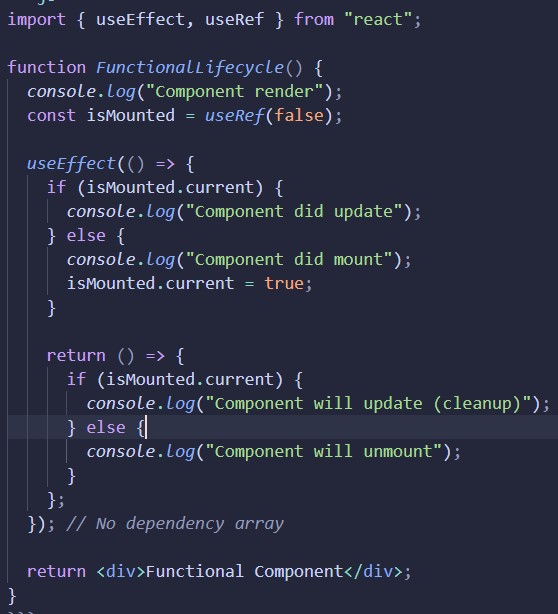 import { useEffect, useRef } from "react";

function FunctionalLifecycle() {
  console.log("Component render");
  const isMounted = useRef(false);

  useEffect(() => {
    if (isMounted.current) {
      console.log("Component did update");
    } else {
      console.log("Component did mount");
      isMounted.current = true;
    }

    return () => {
      if (isMounted.current) {
        console.log("Component will update (cleanup)");
      } else {
        console.log("Component will unmount");
      }
    };
  }); // No dependency array

  return <div>Functional Component</div>;
}